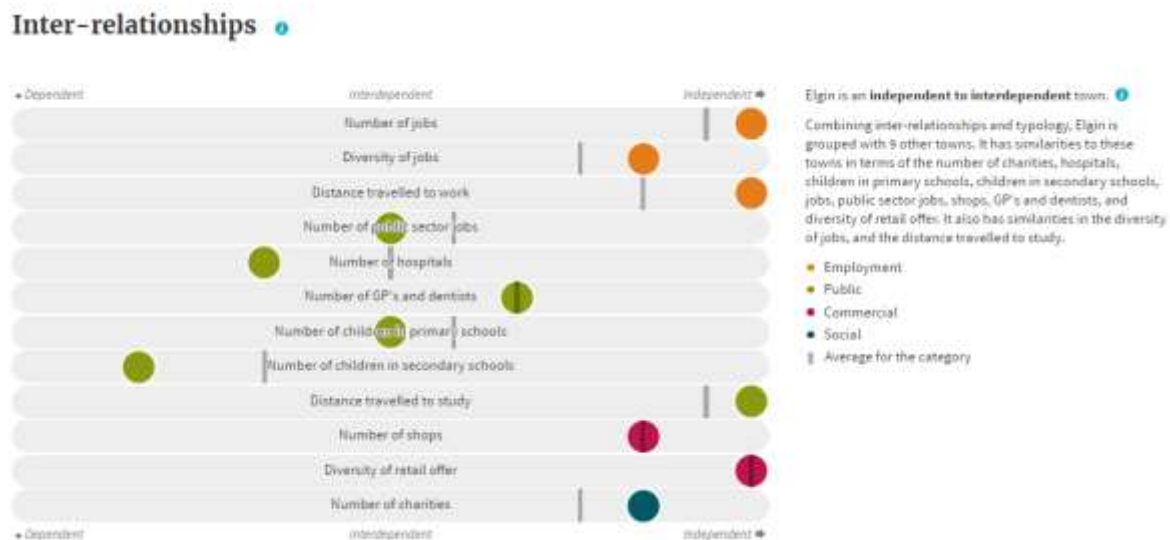 Inter-relationships i
Dependent Interdependent Independent
Number of jobs
Diversity of jobs
Distance travelled to work
Number of public sector jobs
Number of hospitals
Number of GP's and dentists
Number of children in primary schools
Number of children in secondary schools
Distance travelled to study
Number of shops
Diversity of retail offer
Number of charities
Dependent Interdependent Independent
Elgin is an independent to interdependent town. i
Combining inter-relationships and typology, Elgin is
grouped with 9 other towns. It has similarities to these
towns in terms of the number of charities, hospitals,
children in primary schools, children in secondary schools,
jobs, public sector jobs, shops, GP's and dentists, and
diversity of retail offer. It also has similarities in the diversity
of jobs, and the distance travelled to study.
Employment
Public
Commercial
Social
Average for the category